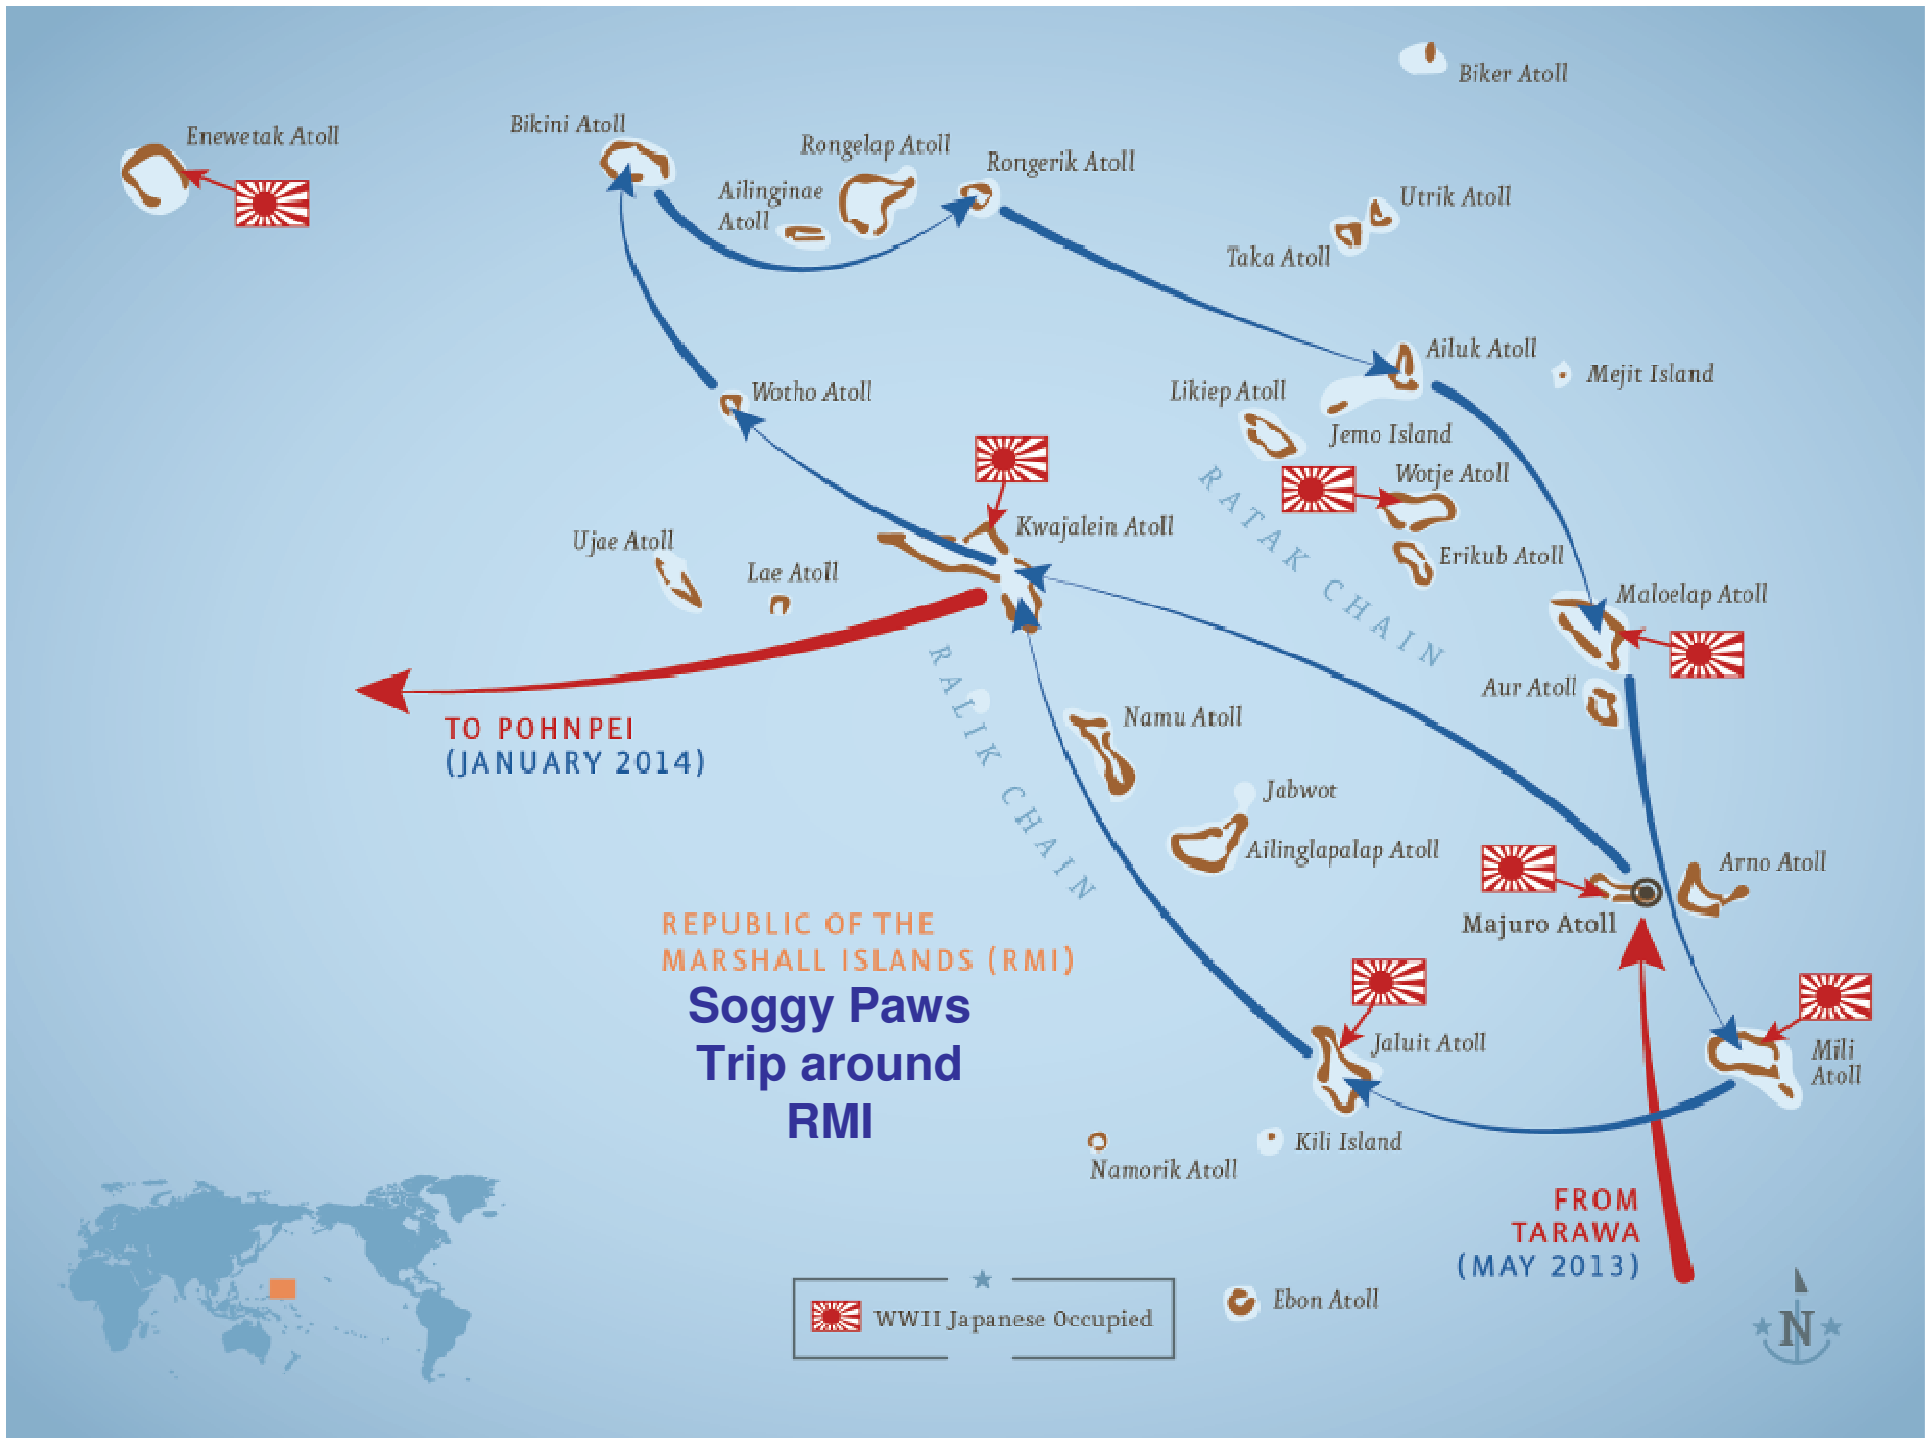 Biker Atoll
Enewetak Atoll
Bikini Atoll
Rongelap Atoll
Rongerik Atoll
Ailinginae
Atoll
Utrik Atoll
Taka Atoll
Ailuk Atoll
Mejit Island
Likiep Atoll
Wotho Atoll
Jemo Island
Wotje Atoll
RATAK CHAIN
Kwajalein Atoll
Ujae Atoll
Erikub Atoll
Lae Atoll
Maloelap Atoll
RALIK CHAIN
Aur Atoll
Namu Atoll
TO POHNPEI
(JANUARY 2014)
Jabwot
Ailinglapalap Atoll
Arno Atoll
Majuro Atoll
REPUBLIC OF THE
MARSHALL ISLANDS (RMI)
Soggy Paws
Trip around
RMI
Jaluit Atoll
Mili
Atoll
Kili Island
Namorik Atoll
FROM
TARAWA
(MAY 2013)
Ebon Atoll
WWII Japanese Occupied
N